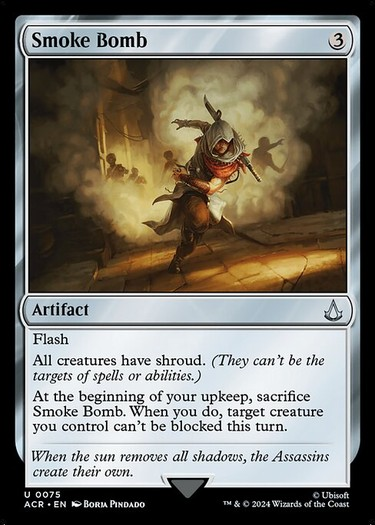 Smoke Bomb 3
Artifact
Flash
All creatures have shroud. (They can't be the
targets of spells or abilities.)
At the beginning of your upkeep, sacrifice
Smoke Bomb. When you do, target creature
you control can't be blocked this turn.
When the sun removes all shadows, the Assassins
create their own.
U 0075
ACR • EN Borja Pindado
© Ubisoft
™ & © 2024 Wizards of the Coast